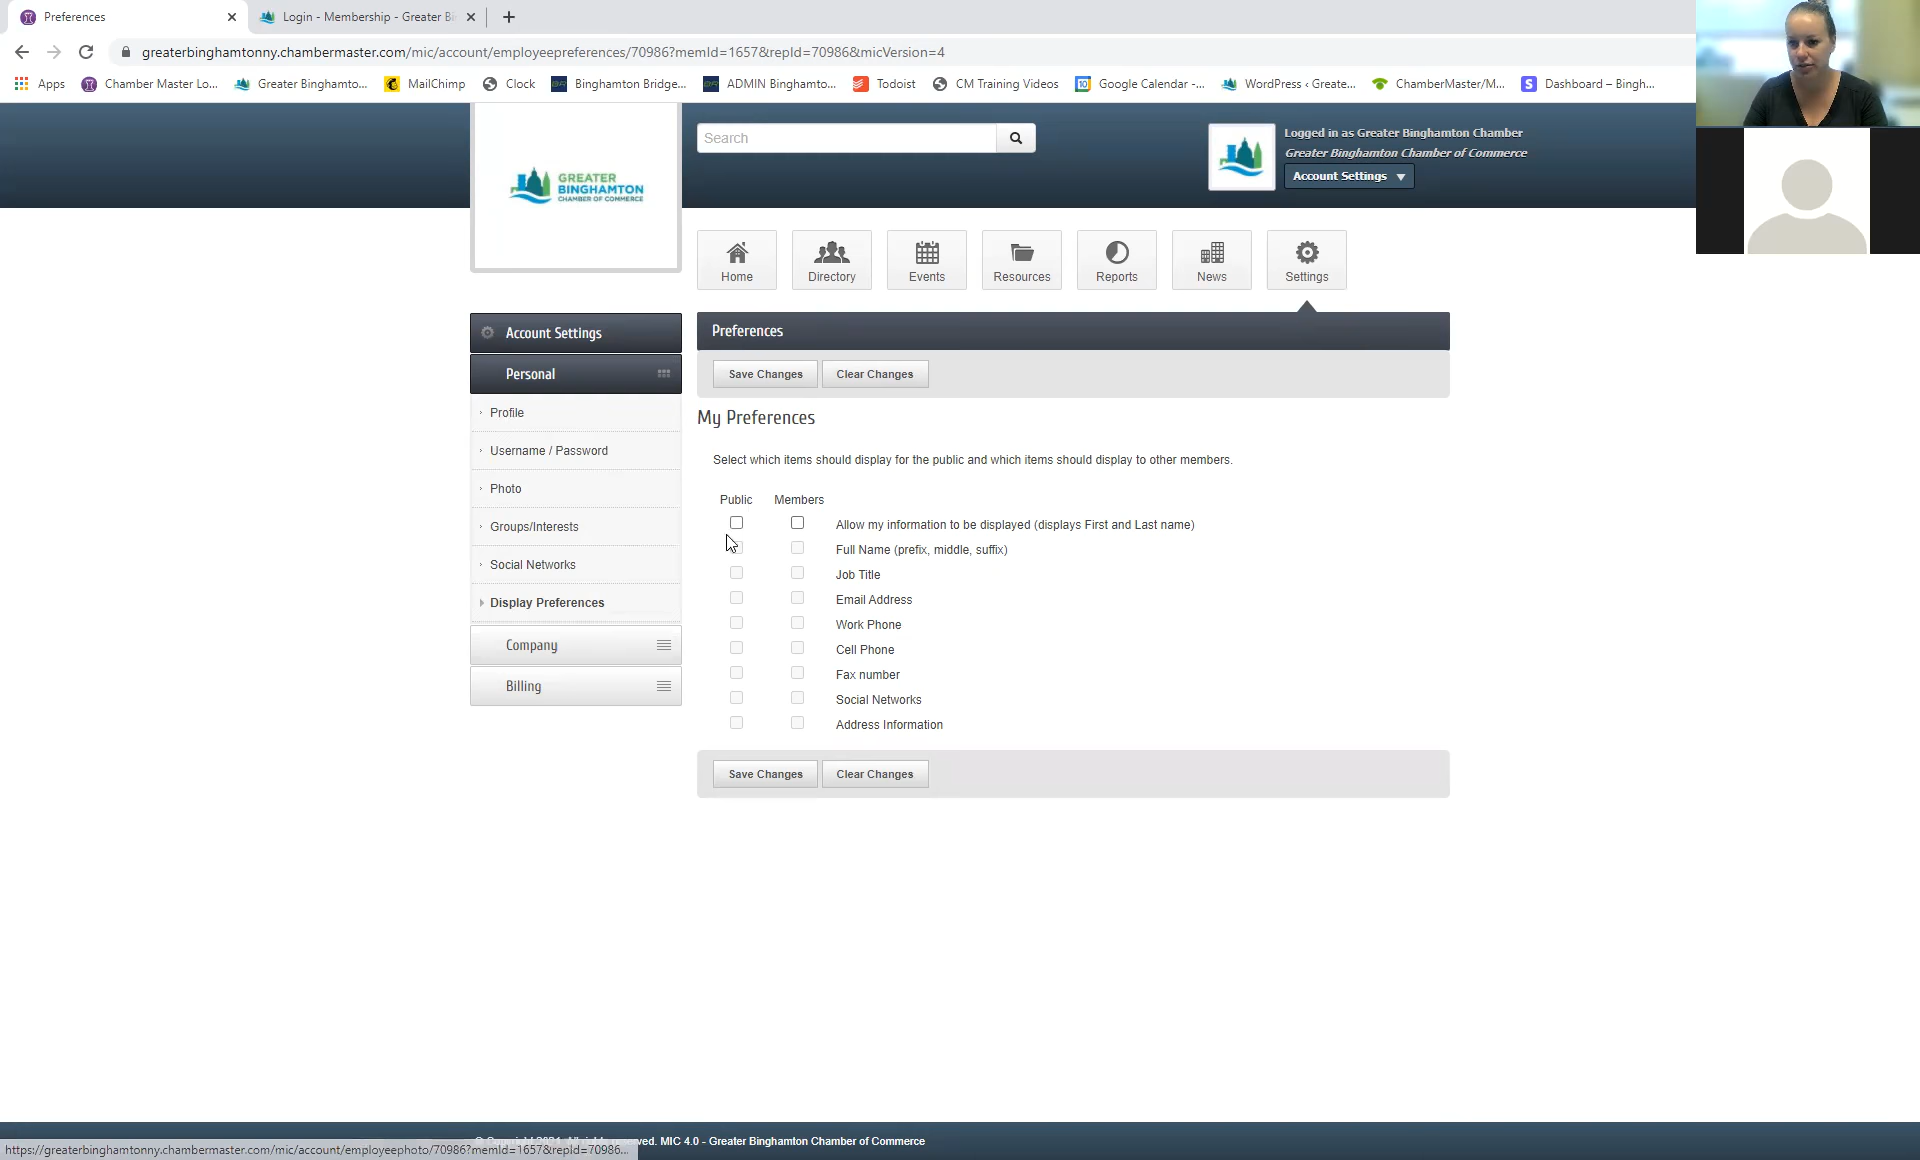 Preferences
Login - Membership - Greater Bi
greaterbinghamtonny.chambermaster.com/mic/account/employeepreferences/70986?memId=1657&repId=70986&micVersion=4
Apps
Chamber Master Lo...
Greater Binghamto...
MailChimp
Clock
Binghamton Bridge...
ADMIN Binghamto...
Todoist
CM Training Videos
Google Calendar -...
WordPress ‹ Greate...
ChamberMaster/M...
Dashboard – Bingh...
GREATER
BINGHAMTON
CHAMBER OF COMMERCE
Search
Logged in as Greater Binghamton Chamber
Greater Binghamton Chamber of Commerce
Account Settings
Home
Directory
Events
Resources
Reports
News
Settings
Account Settings
Personal
Profile
Username / Password
Photo
Groups/Interests
Social Networks
Display Preferences
Company
Billing
Preferences
Save Changes
Clear Changes
My Preferences
Select which items should display for the public and which items should display to other members.
Public Members
Allow my information to be displayed (displays First and Last name)
Full Name (prefix, middle, suffix)
Job Title
Email Address
Work Phone
Cell Phone
Fax number
Social Networks
Address Information
Save Changes
Clear Changes
MIC 4.0 - Greater Binghamton Chamber of Commerce
https://greaterbinghamtonny.chambermaster.com/mic/account/employeephoto/70986?memId=1657&repId=70986...